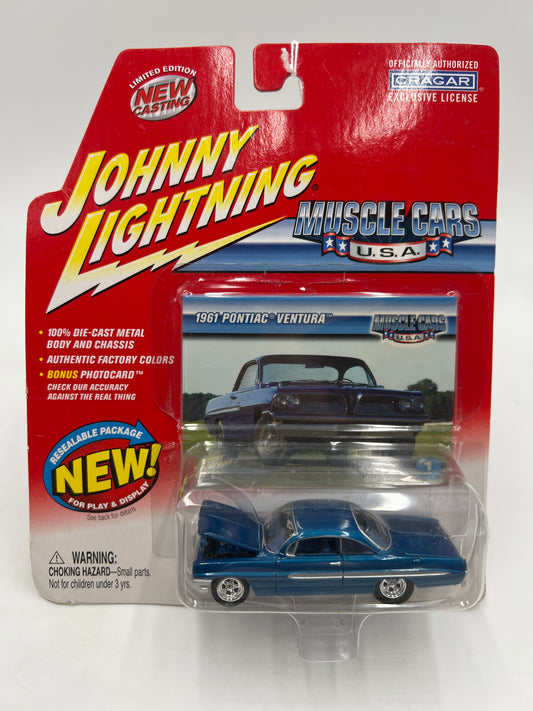 LIMITED EDITION
NEW
CASTING
OFFICIALLY AUTHORIZED
CRAGAR®
EXCLUSIVE LICENSE
JOHNNY
LIGHTNING®
MUSCLE CARS
U.S.A.
1961 PONTIAC® VENTURA™
MUSCLE CARS
U.S.A.
• 100% DIE-CAST METAL
BODY AND CHASSIS
• AUTHENTIC FACTORY COLORS
• BONUS PHOTOCARD™
CHECK OUR ACCURACY
AGAINST THE REAL THING
RESEALABLE PACKAGE
NEW!
FOR PLAY & DISPLAY
See back for details
1
WARNING:
CHOKING HAZARD—Small parts.
Not for children under 3 yrs.